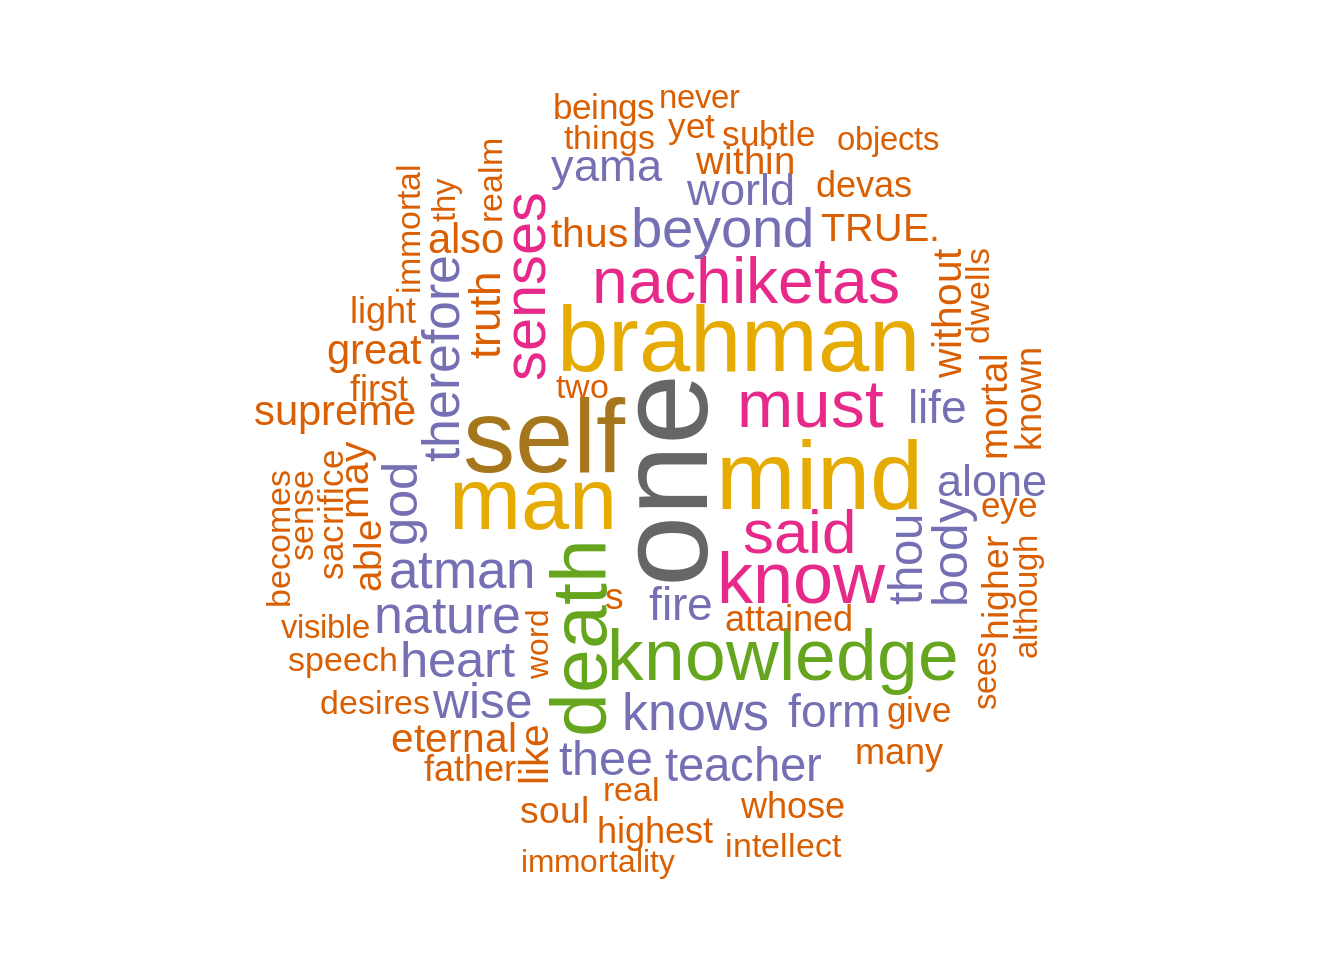 beings
never
things
yet
subtle
objects
yama
within
world
devas
immortal
thy
realm
also
senses
thus
beyond
TRUE.
therefore
truth
nachiketas
without
dwells
light
great
brahman
first
two
supreme
self
one
must
life
mortal
known
mind
man
becomes
sense
sacrifice
may
able
god
alone
eye
said
thou
body
higher
although
atman
death
know
s
fire
nature
attained
visible
word
knowledge
speech
heart
sees
desires
wise
knows
form
give
eternal
like
thee
teacher
many
father
real
soul
whose
highest
intellect
immortality